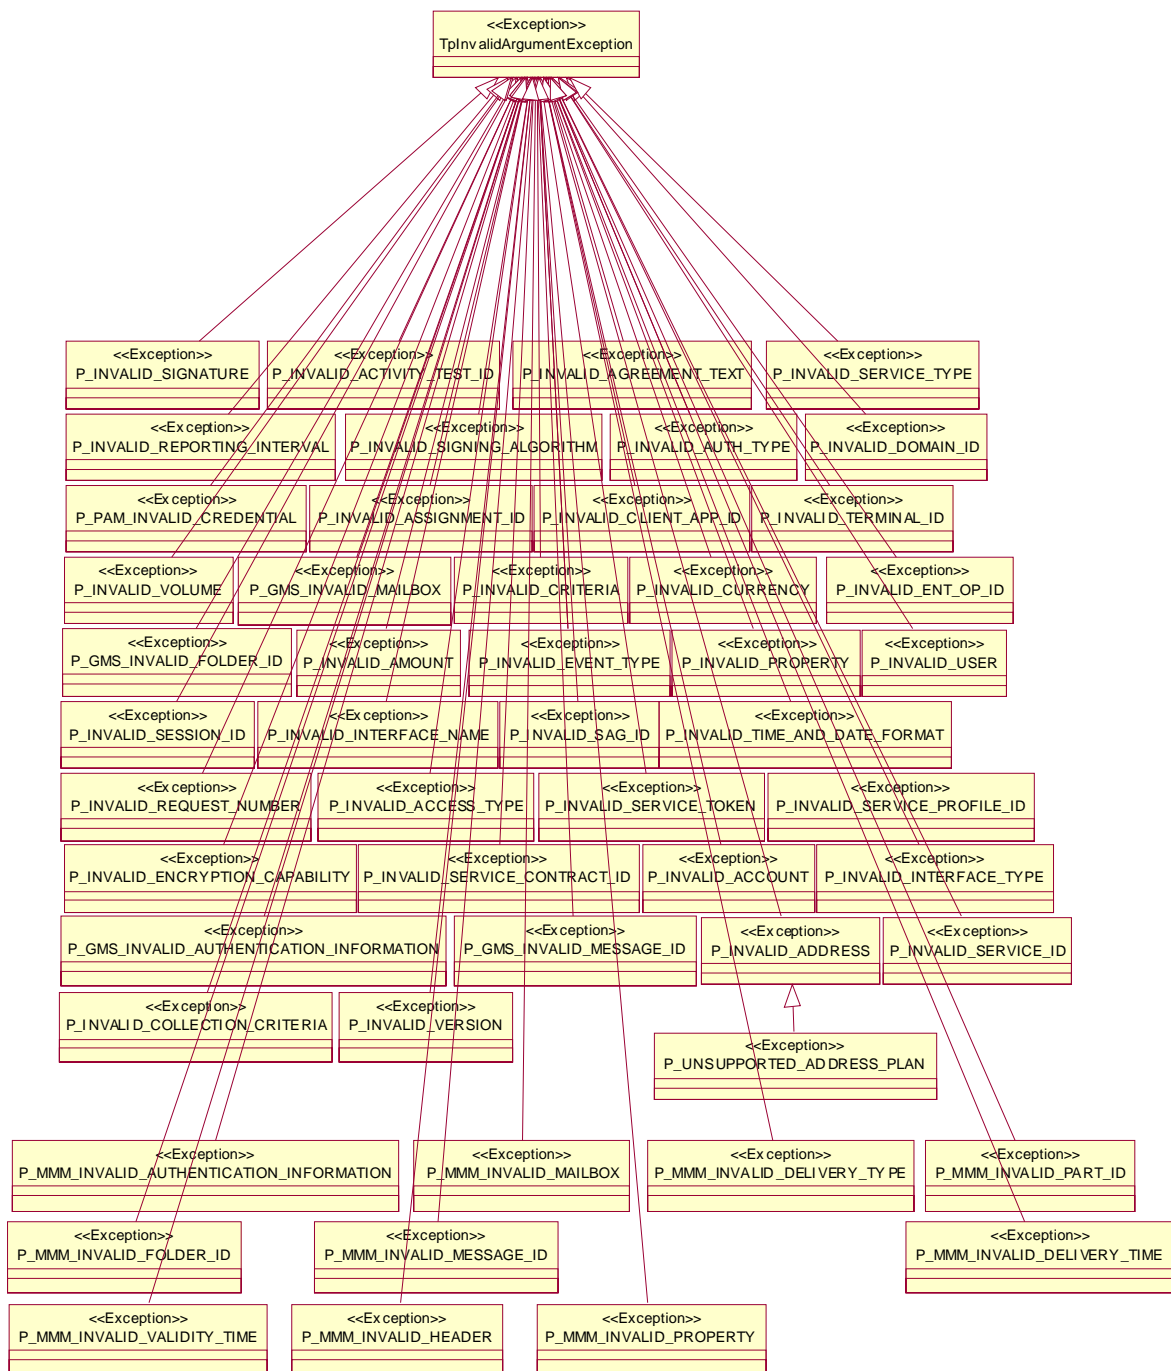 <<Exception>>
TpInvalidArgumentException
<<Exception>> <<Exception>> <<Exception>> <<Exception>>
P_INVALID_SIGNATURE P_INVALID_ACTIVITY_TEST_ID P_INVALID_AGREEMENT_TEXT P_INVALID_SERVICE_TYPE
<<Exception>> <<Exception>> <<Exception>> <<Exception>>
P_INVALID_REPORTING_INTERVAL P_INVALID_SIGNING_ALGORITHM P_INVALID_AUTH_TYPE P_INVALID_DOMAIN_ID
<<Exception>> <<Exception>> <<Exception>> <<Exception>>
P_PAM_INVALID_CREDENTIAL P_INVALID_ASSIGNMENT_ID P_INVALID_CLIENT_APP_ID P_INVALID_TERMINAL_ID
<<Exception>> <<Exception>> <<Exception>> <<Exception>> <<Exception>>
P_INVALID_VOLUME P_GMS_INVALID_MAILBOX P_INVALID_CRITERIA P_INVALID_CURRENCY P_INVALID_ENT_OP_ID
<<Exception>> <<Exception>> <<Exception>> <<Exception>> <<Exception>>
P_GMS_INVALID_FOLDER_ID P_INVALID_AMOUNT P_INVALID_EVENT_TYPE P_INVALID_PROPERTY P_INVALID_USER
<<Exception>> <<Exception>> <<Exception>> <<Exception>>
P_INVALID_SESSION_ID P_INVALID_INTERFACE_NAME P_INVALID_SAG_ID P_INVALID_TIME_AND_DATE_FORMAT
<<Exception>> <<Exception>> <<Exception>> <<Exception>>
P_INVALID_REQUEST_NUMBER P_INVALID_ACCESS_TYPE P_INVALID_SERVICE_TOKEN P_INVALID_SERVICE_PROFILE_ID
<<Exception>> <<Exception>> <<Exception>> <<Exception>>
P_INVALID_ENCRYPTION_CAPABILITY P_INVALID_SERVICE_CONTRACT_ID P_INVALID_ACCOUNT P_INVALID_INTERFACE_TYPE
<<Exception>> <<Exception>> <<Exception>> <<Exception>>
P_GMS_INVALID_AUTHENTICATION_INFORMATION P_GMS_INVALID_MESSAGE_ID P_INVALID_ADDRESS P_INVALID_SERVICE_ID
<<Exception>> <<Exception>>
P_INVALID_COLLECTION_CRITERIA P_INVALID_VERSION
<<Exception>>
P_UNSUPPORTED_ADDRESS_PLAN
<<Exception>> <<Exception>> <<Exception>> <<Exception>>
P_MMM_INVALID_AUTHENTICATION_INFORMATION P_MMM_INVALID_MAILBOX P_MMM_INVALID_DELIVERY_TYPE P_MMM_INVALID_PART_ID
<<Exception>> <<Exception>> <<Exception>>
P_MMM_INVALID_FOLDER_ID P_MMM_INVALID_MESSAGE_ID P_MMM_INVALID_DELIVERY_TIME
<<Exception>> <<Exception>> <<Exception>>
P_MMM_INVALID_VALIDITY_TIME P_MMM_INVALID_HEADER P_MMM_INVALID_PROPERTY